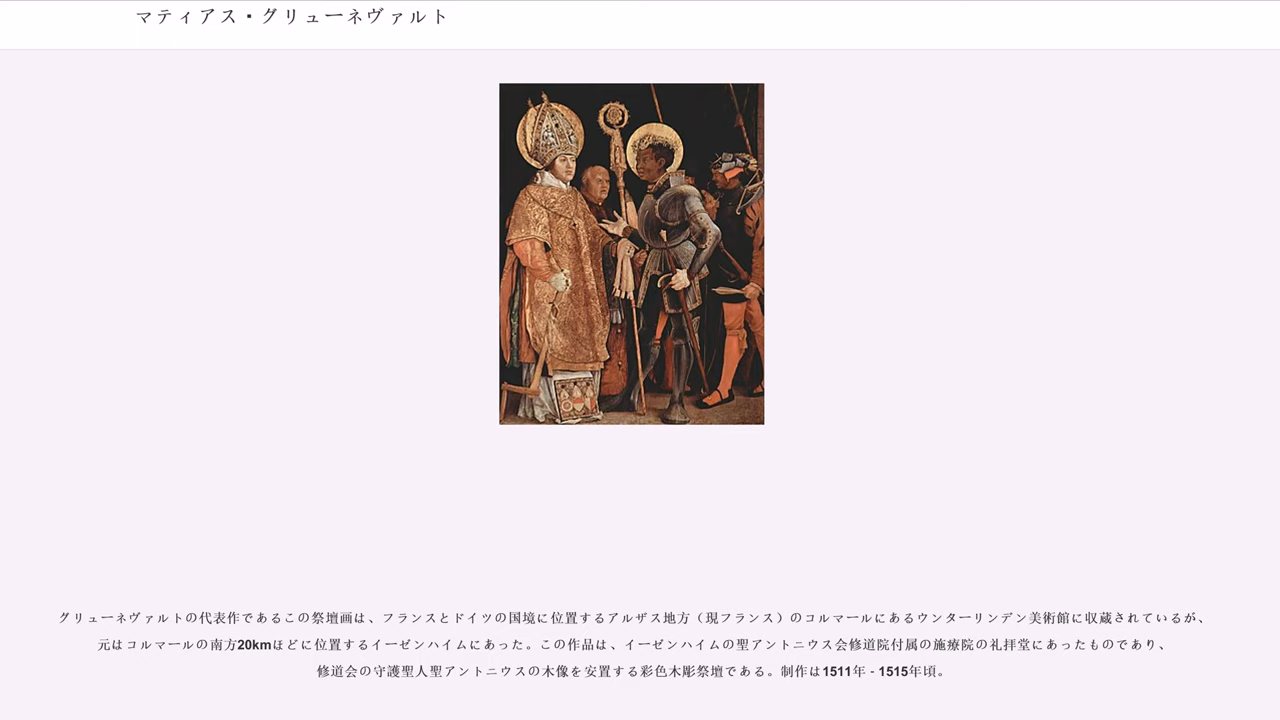 マティアス・グリューネヴァルト
グリューネヴァルトの代表作であるこの祭壇画は、フランスとドイツの国境に位置するアルザス地方（現フランス）のコルマールにあるウンターリンデン美術館に収蔵されているが、
元はコルマールの南方20kmほどに位置するイーゼンハイムにあった。この作品は、イーゼンハイムの聖アントニウス会修道院付属の施療院の礼拝堂にあったものであり、
修道会の守護聖人聖アントニウスの木像を安置する彩色木彫祭壇である。制作は1511年 - 1515年頃。